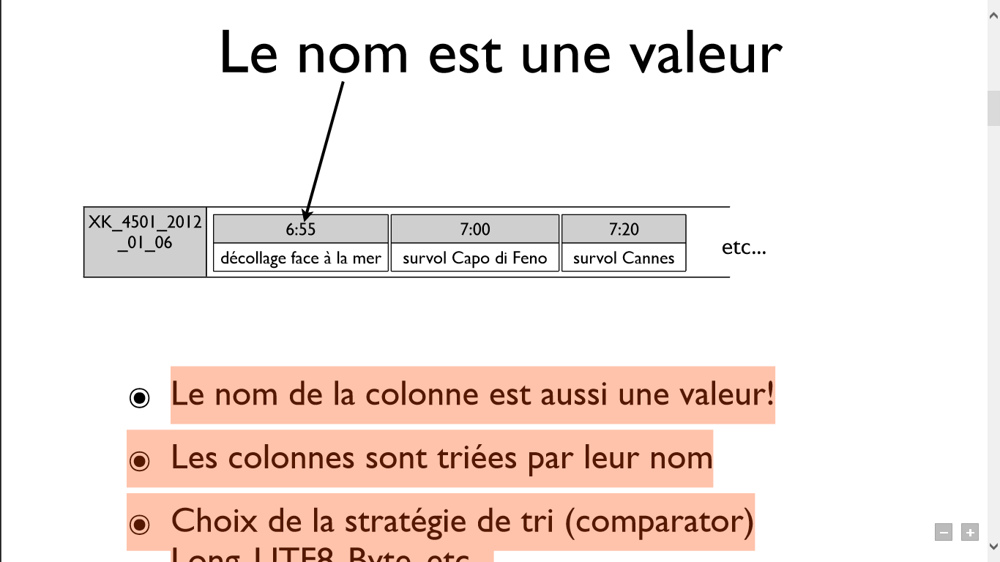 Le nom est une valeur
XK_4501_2012
_01_06
6:55
7:00
7:20
décollage face à la mer
survol Capo di Feno
survol Cannes
etc...
Le nom de la colonne est aussi une valeur!
Les colonnes sont triées par leur nom
Choix de la stratégie de tri (comparator)
Long, UTF8, Byte, etc...